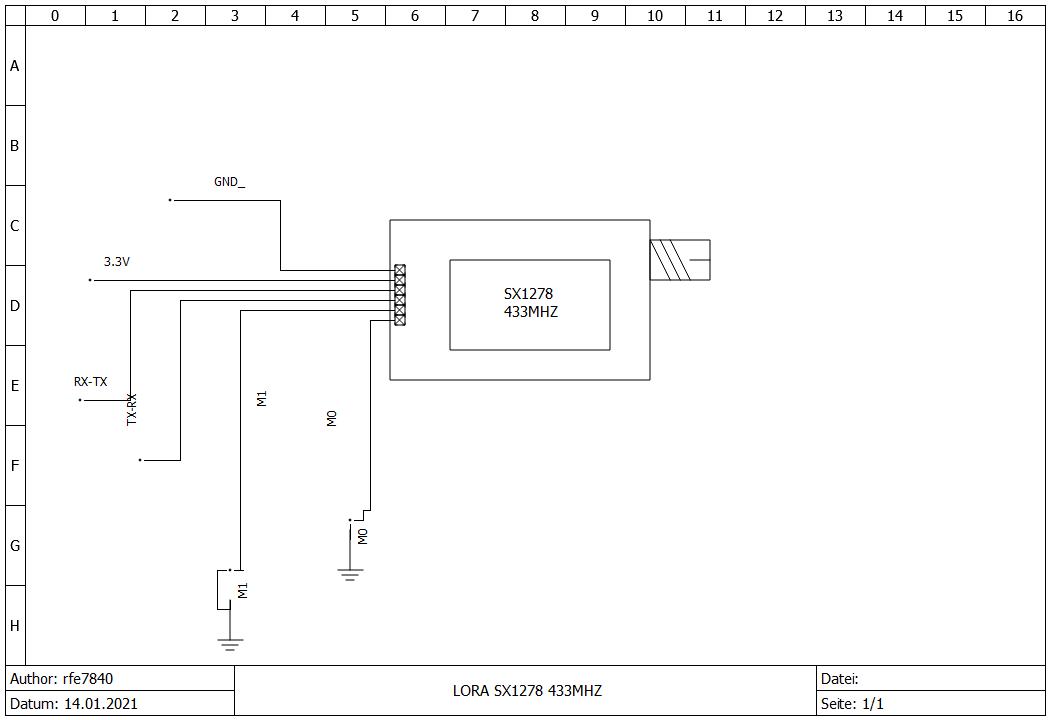 0 1 2 3 4 5 6 7 8 9 10 11 12 13 14 15 16
A
B
GND_
C
3.3V
D
SX1278
433MHZ
E
RX-TX
TX-RX
M1
M0
F
G
M0
M1
H
Author: rfe7840
Datum: 14.01.2021
LORA SX1278 433MHZ
Datei:
Seite: 1/1